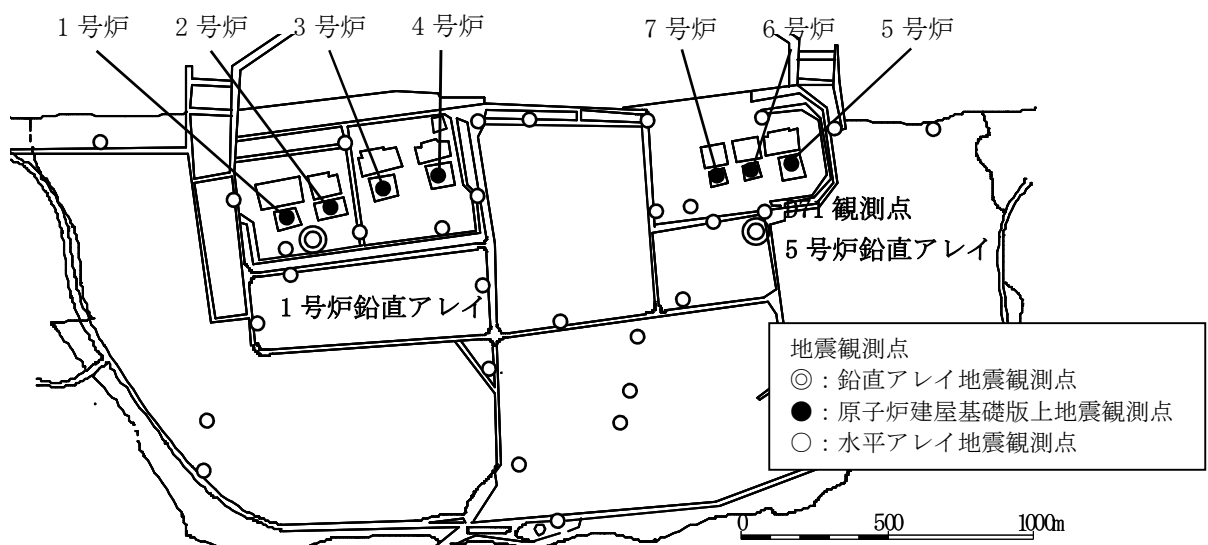 1 号炉
2 号炉
3 号炉
4 号炉
7 号炉
6 号炉
5 号炉
071 観測点
5 号炉鉛直アレイ
1 号炉鉛直アレイ
地震観測点
◎：鉛直アレイ地震観測点
●：原子炉建屋基礎版上地震観測点
○：水平アレイ地震観測点
0
500
1000m